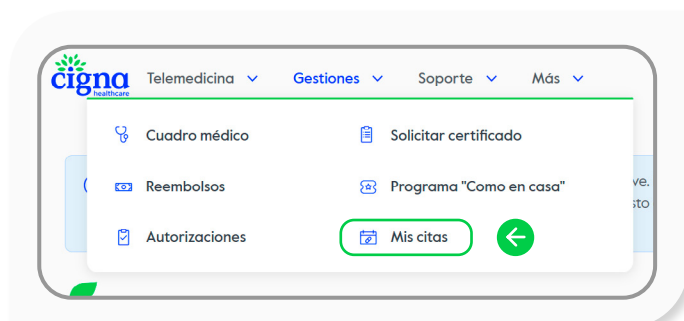 cigna
healthcare
Telemedicina
Gestiones
Soporte
Más
Cuadro médico
Solicitar certificado
Reembolsos
Programa "Como en casa"
Autorizaciones
Mis citas
ve.
sto